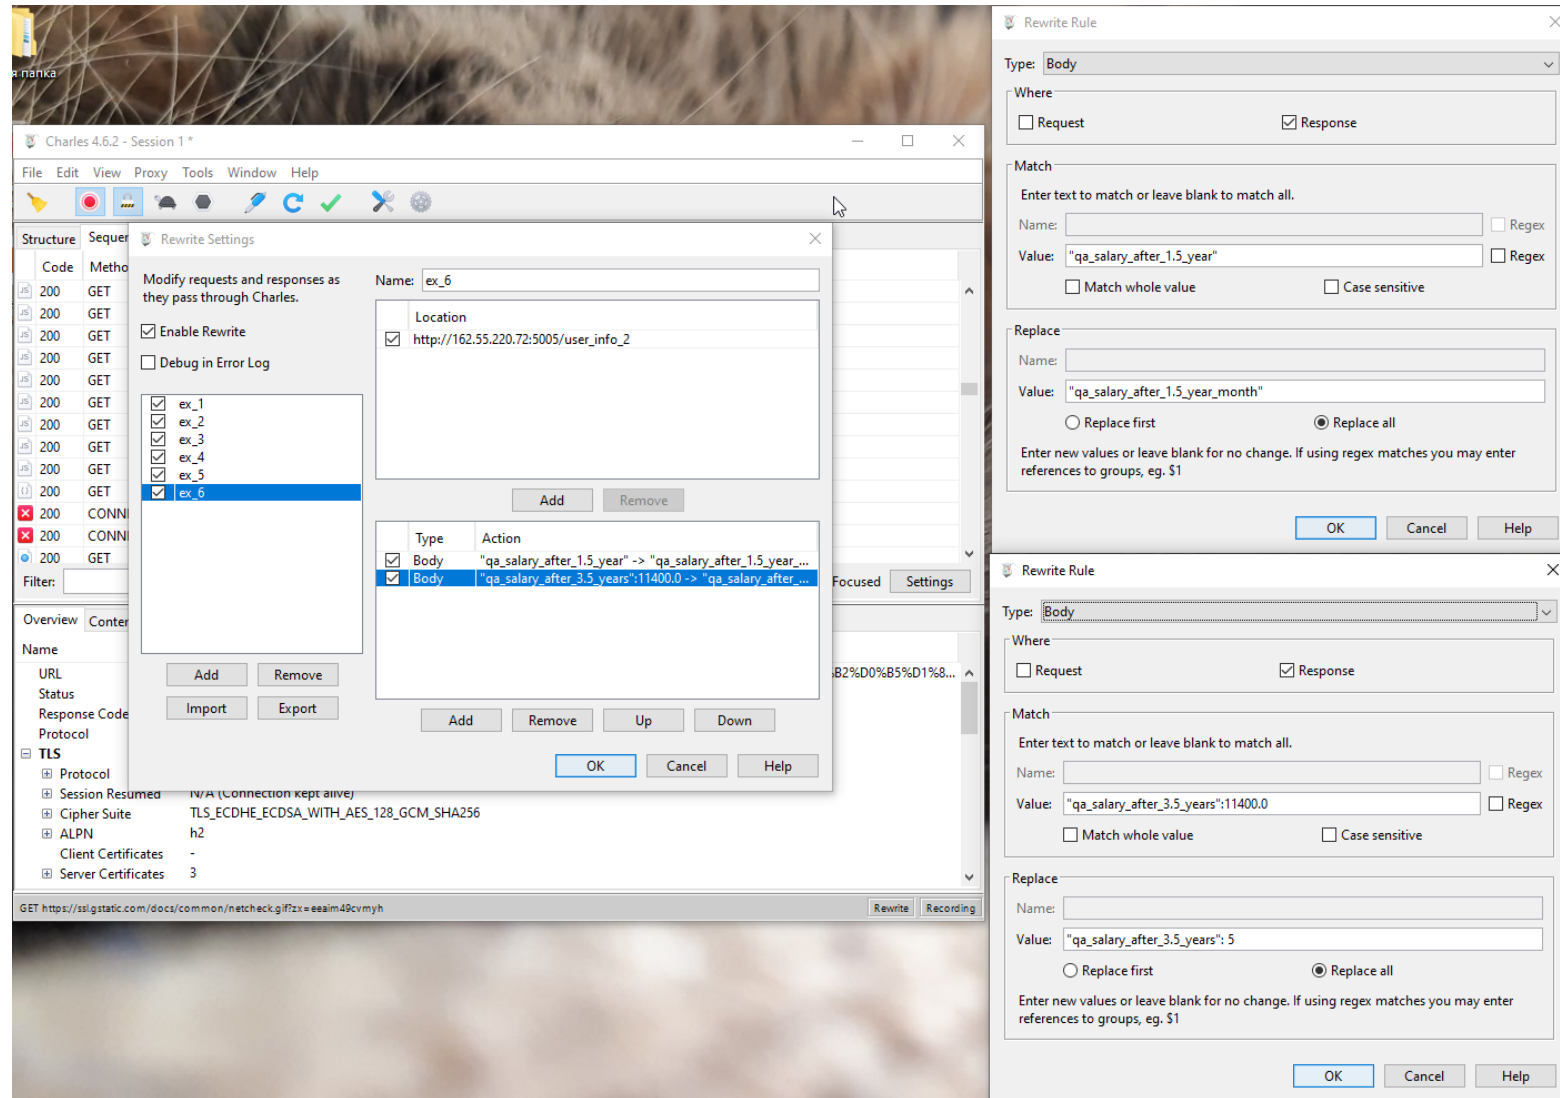 я папка
Charles 4.6.2 - Session 1 *
File Edit View Proxy Tools Window Help
Structure Sequen
Code Metho
200 GET
200 GET
200 GET
200 GET
200 GET
200 GET
200 GET
200 GET
200 GET
200 GET
200 CONNE
200 CONNE
200 GET
Filter:
Focused Settings
Overview Conten
Name
URL
B2%D0%B5%D1%8...
Status
Response Code
Protocol
TLS
Protocol
Session Resumed N/A (Connection kept alive)
Cipher Suite TLS_ECDHE_ECDSA_WITH_AES_128_GCM_SHA256
ALPN h2
Client Certificates -
Server Certificates 3
GET https://ssl.gstatic.com/docs/common/netcheck.gif?zx=eeaim49cvmyh
Rewrite Recording
Rewrite Settings
Modify requests and responses as
they pass through Charles.
Enable Rewrite
Debug in Error Log
ex_1
ex_2
ex_3
ex_4
ex_5
ex_6
Add Remove
Import Export
Name: ex_6
Location
http://162.55.220.72:5005/user_info_2
Add Remove
Type Action
Body "qa_salary_after_1.5_year" -> "qa_salary_after_1.5_year_...
Body "qa_salary_after_3.5_years":11400.0 -> "qa_salary_after_...
Add Remove Up Down
OK Cancel Help
Rewrite Rule
Type: Body
Where
Request Response
Match
Enter text to match or leave blank to match all.
Name: Regex
Value: "qa_salary_after_1.5_year" Regex
Match whole value Case sensitive
Replace
Name:
Value: "qa_salary_after_1.5_year_month"
Replace first Replace all
Enter new values or leave blank for no change. If using regex matches you may enter
references to groups, eg. $1
OK Cancel Help
Rewrite Rule
Type: Body
Where
Request Response
Match
Enter text to match or leave blank to match all.
Name: Regex
Value: "qa_salary_after_3.5_years":11400.0 Regex
Match whole value Case sensitive
Replace
Name:
Value: "qa_salary_after_3.5_years": 5
Replace first Replace all
Enter new values or leave blank for no change. If using regex matches you may enter
references to groups, eg. $1
OK Cancel Help